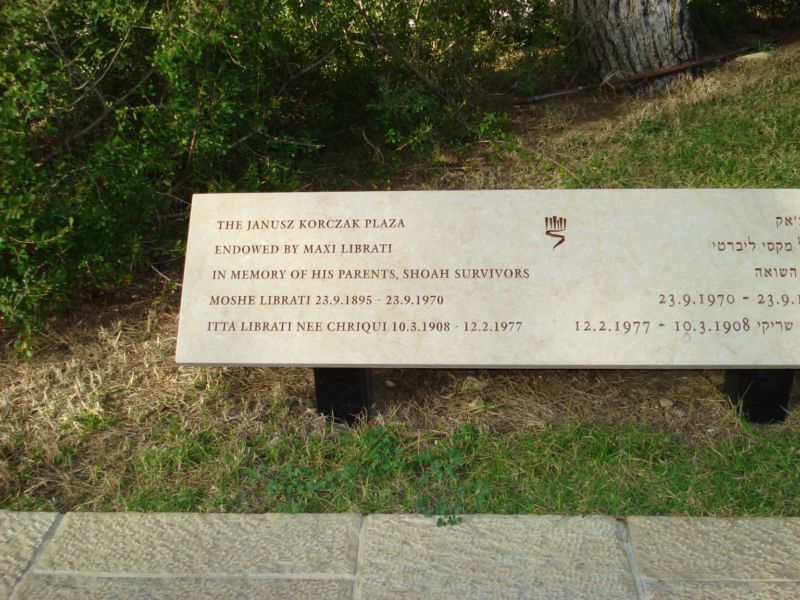 THE JANUSZ KORCZAK PLAZA
ENDOWED BY MAXI LIBRATI
IN MEMORY OF HIS PARENTS, SHOAH SURVIVORS
MOSHE LIBRATI 23.9.1895 - 23.9.1970
ITTA LIBRATI NEE CHRIQUI 10.3.1908 - 12.2.1977
מקסי ליברטי
השואה
- 23.9.1970
שריקי 10.3.1908 - 12.2.1977